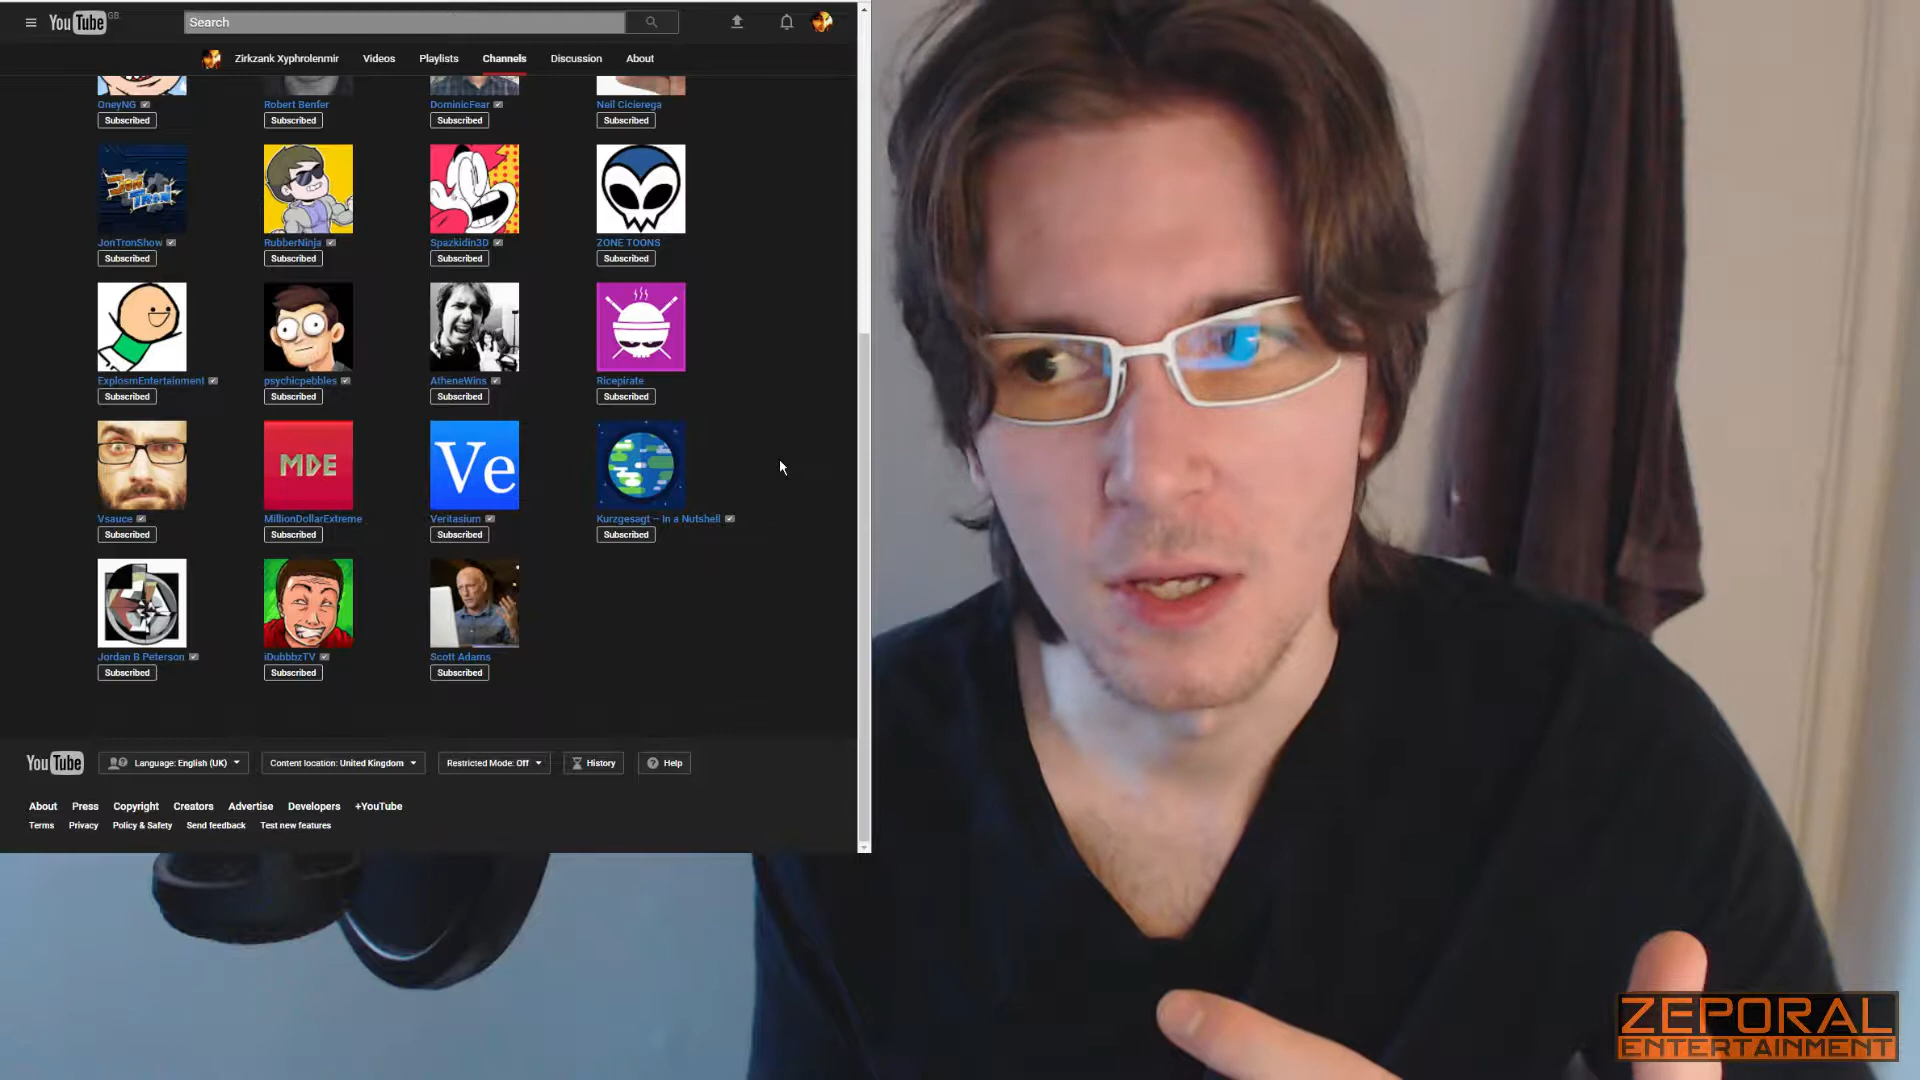 YouTube GB
Search
Zirkzank Xyphrolenmir Videos Playlists Channels Discussion About
OneyNG Robert Benfer DominicFear Neil Cicierega
Subscribed Subscribed Subscribed Subscribed
JonTron
JonTronShow RubberNinja Spazkidin3D ZONE TOONS
Subscribed Subscribed Subscribed Subscribed
ExplosmEntertainment psychicpebbles AtheneWins Ricepirate
Subscribed Subscribed Subscribed Subscribed
MDE Ve
Vsauce MillionDollarExtreme Veritasium Kurzgesagt – In a Nutshell
Subscribed Subscribed Subscribed Subscribed
Jordan B Peterson iDubbbzTV Scott Adams
Subscribed Subscribed Subscribed
YouTube Language: English (UK) Content location: United Kingdom Restricted Mode: Off History Help
About Press Copyright Creators Advertise Developers +YouTube
Terms Privacy Policy & Safety Send feedback Test new features
ZEPORAL
ENTERTAINMENT